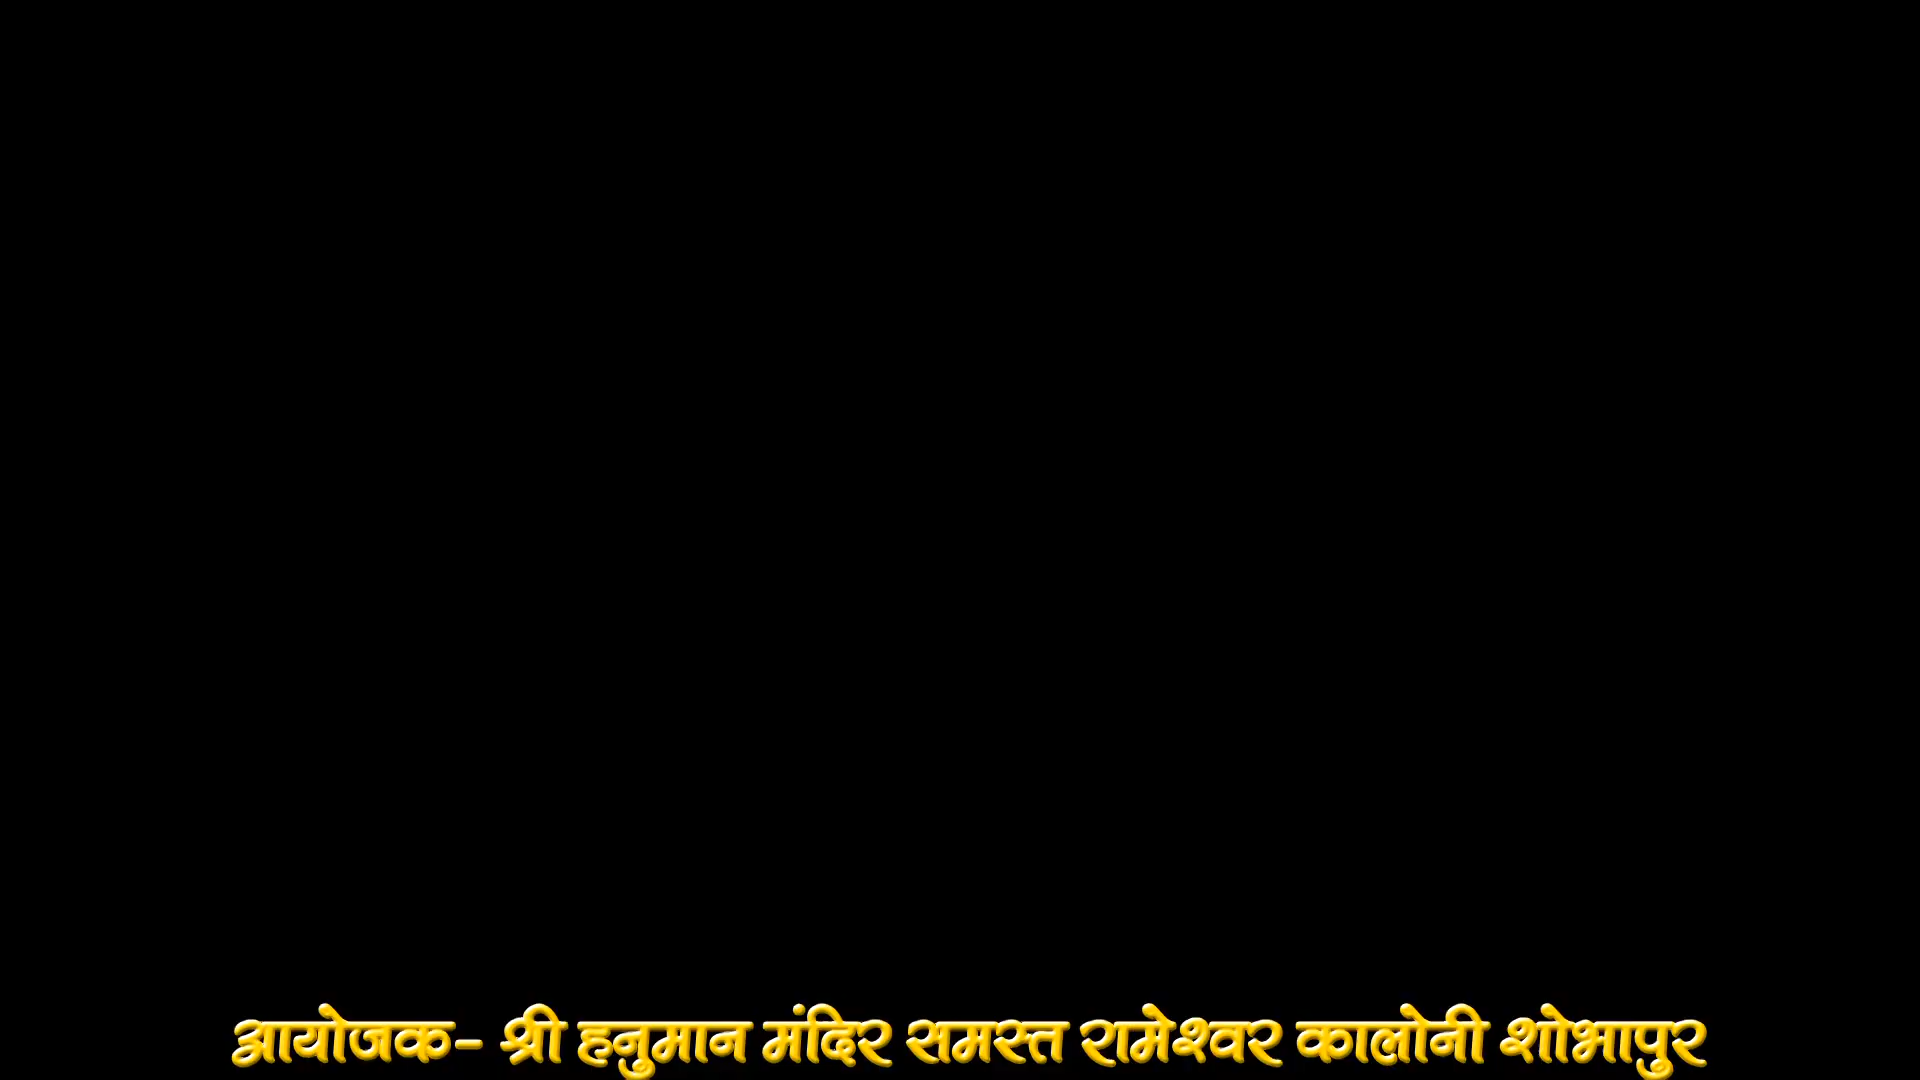 आयोजक- श्री हनुमान मंदिर समस्त रामेश्वर कालोनी शोभापुर